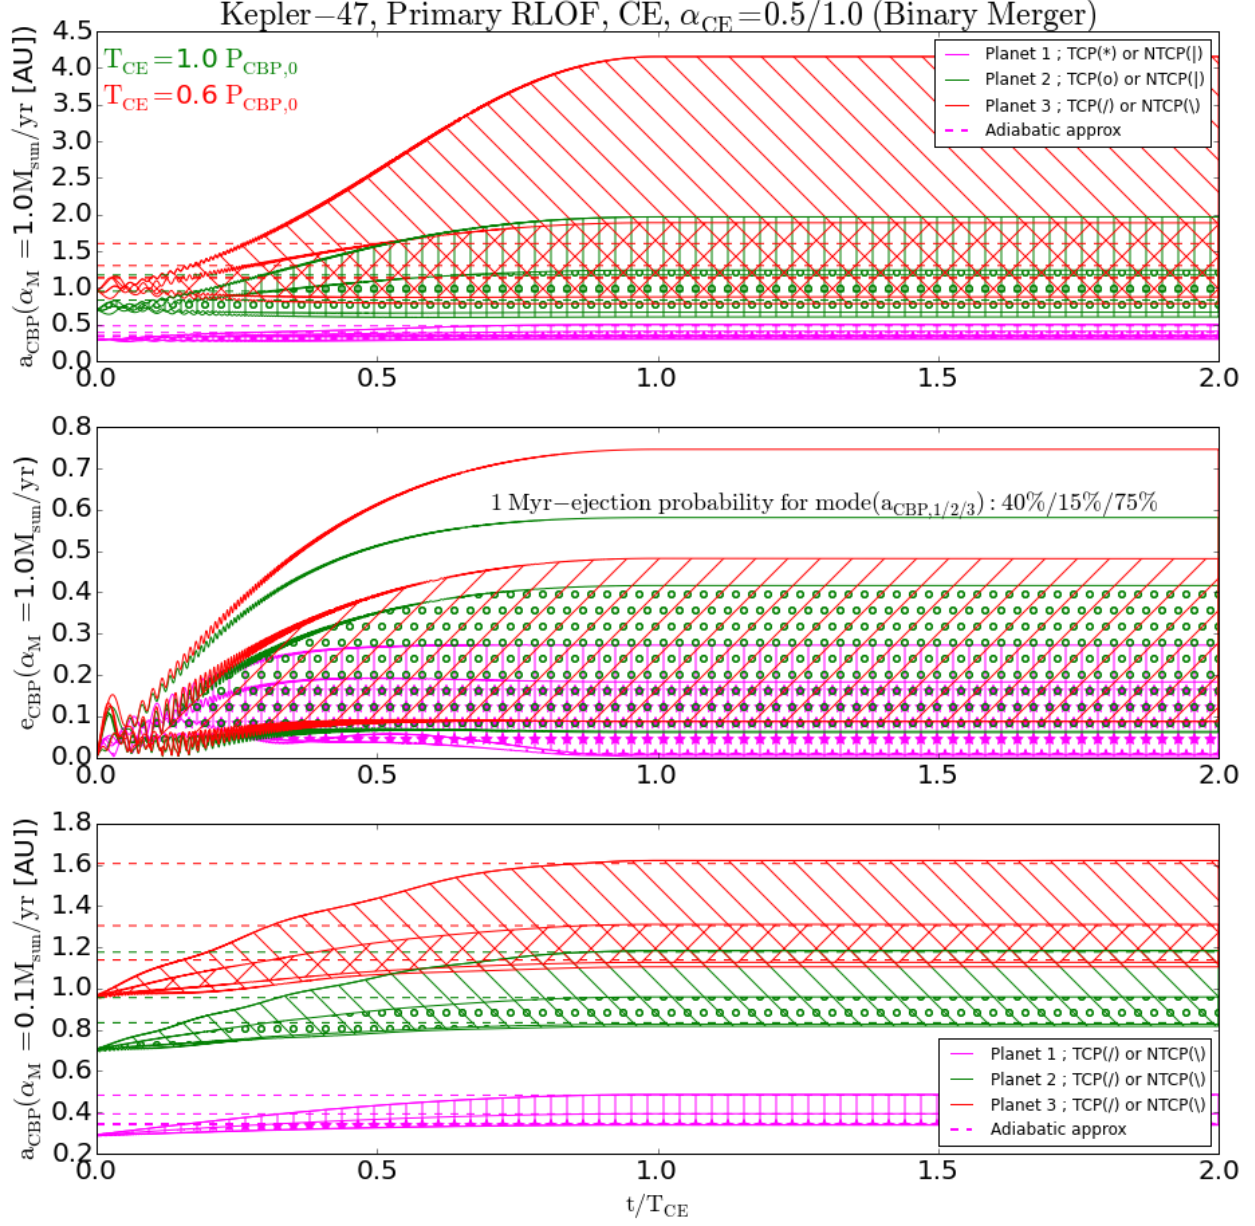 Kepler−47, Primary RLOF, CE, α_CE=0.5/1.0 (Binary Merger)
a_CBP(α_M=1.0M_sun/yr [AU])
4.5
4.0
3.5
3.0
2.5
2.0
1.5
1.0
0.5
0.0
T_CE=1.0 P_CBP,0
T_CE=0.6 P_CBP,0
Planet 1 ; TCP(*) or NTCP(|)
Planet 2 ; TCP(o) or NTCP(|)
Planet 3 ; TCP(/) or NTCP(\)
Adiabatic approx
0.0 0.5 1.0 1.5 2.0
e_CBP(α_M=1.0M_sun/yr)
0.8
0.7
0.6
0.5
0.4
0.3
0.2
0.1
0.0
1 Myr−ejection probability for mode(a_CBP,1/2/3): 40%/15%/75%
0.0 0.5 1.0 1.5 2.0
a_CBP(α_M=0.1M_sun/yr [AU])
1.8
1.6
1.4
1.2
1.0
0.8
0.6
0.4
0.2
Planet 1 ; TCP(/) or NTCP(\)
Planet 2 ; TCP(/) or NTCP(\)
Planet 3 ; TCP(/) or NTCP(\)
Adiabatic approx
0.0 0.5 1.0 1.5 2.0
t/T_CE